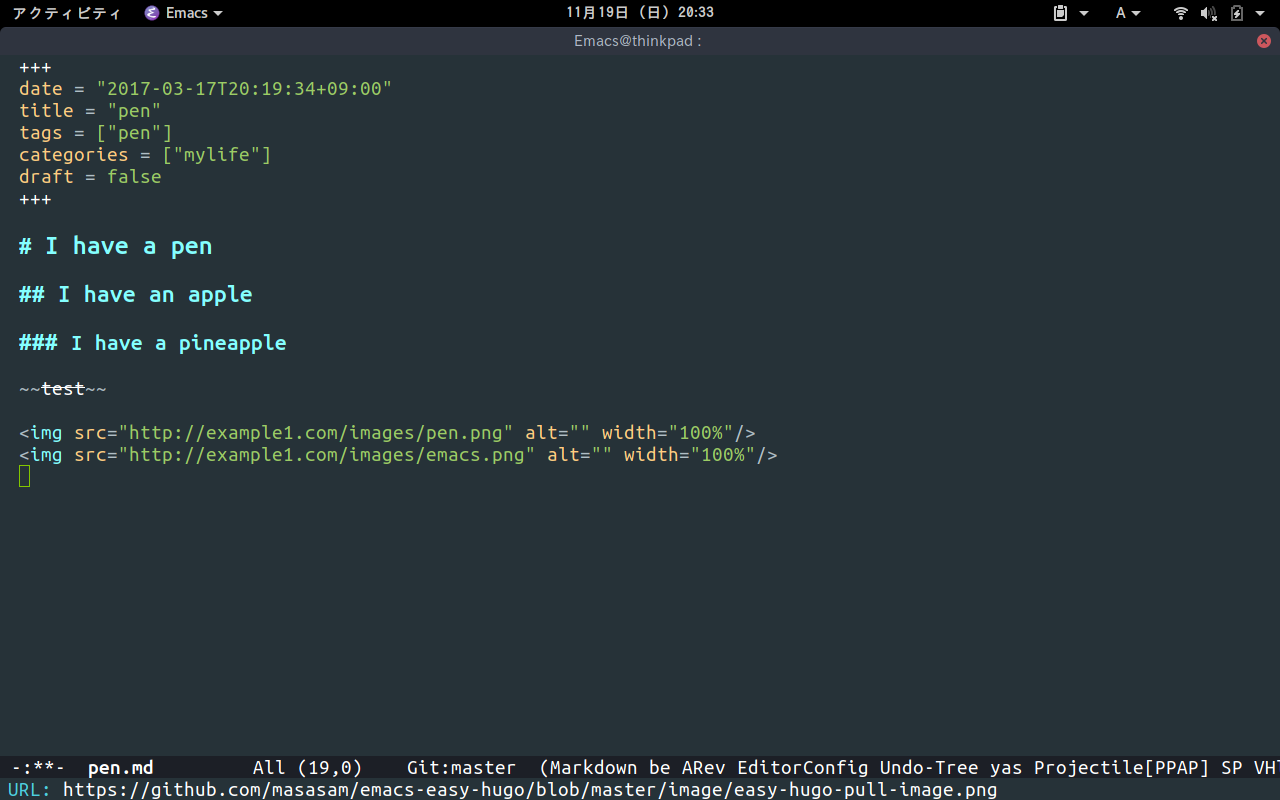 アクティビティ Emacs 11月19日（日）20:33 A
Emacs@thinkpad :
+++
date = "2017-03-17T20:19:34+09:00"
title = "pen"
tags = ["pen"]
categories = ["mylife"]
draft = false
+++
# I have a pen
## I have an apple
### I have a pineapple
~~test~~
<img src="http://example1.com/images/pen.png" alt="" width="100%"/>
<img src="http://example1.com/images/emacs.png" alt="" width="100%"/>
-:**- pen.md All (19,0) Git:master (Markdown be ARev EditorConfig Undo-Tree yas Projectile[PPAP] SP VHl
URL: https://github.com/masasam/emacs-easy-hugo/blob/master/image/easy-hugo-pull-image.png